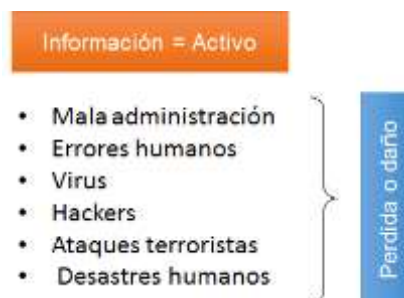 Información = Activo
• Mala administración
• Errores humanos
• Virus
• Hackers
• Ataques terroristas
• Desastres humanos
Perdida o daño